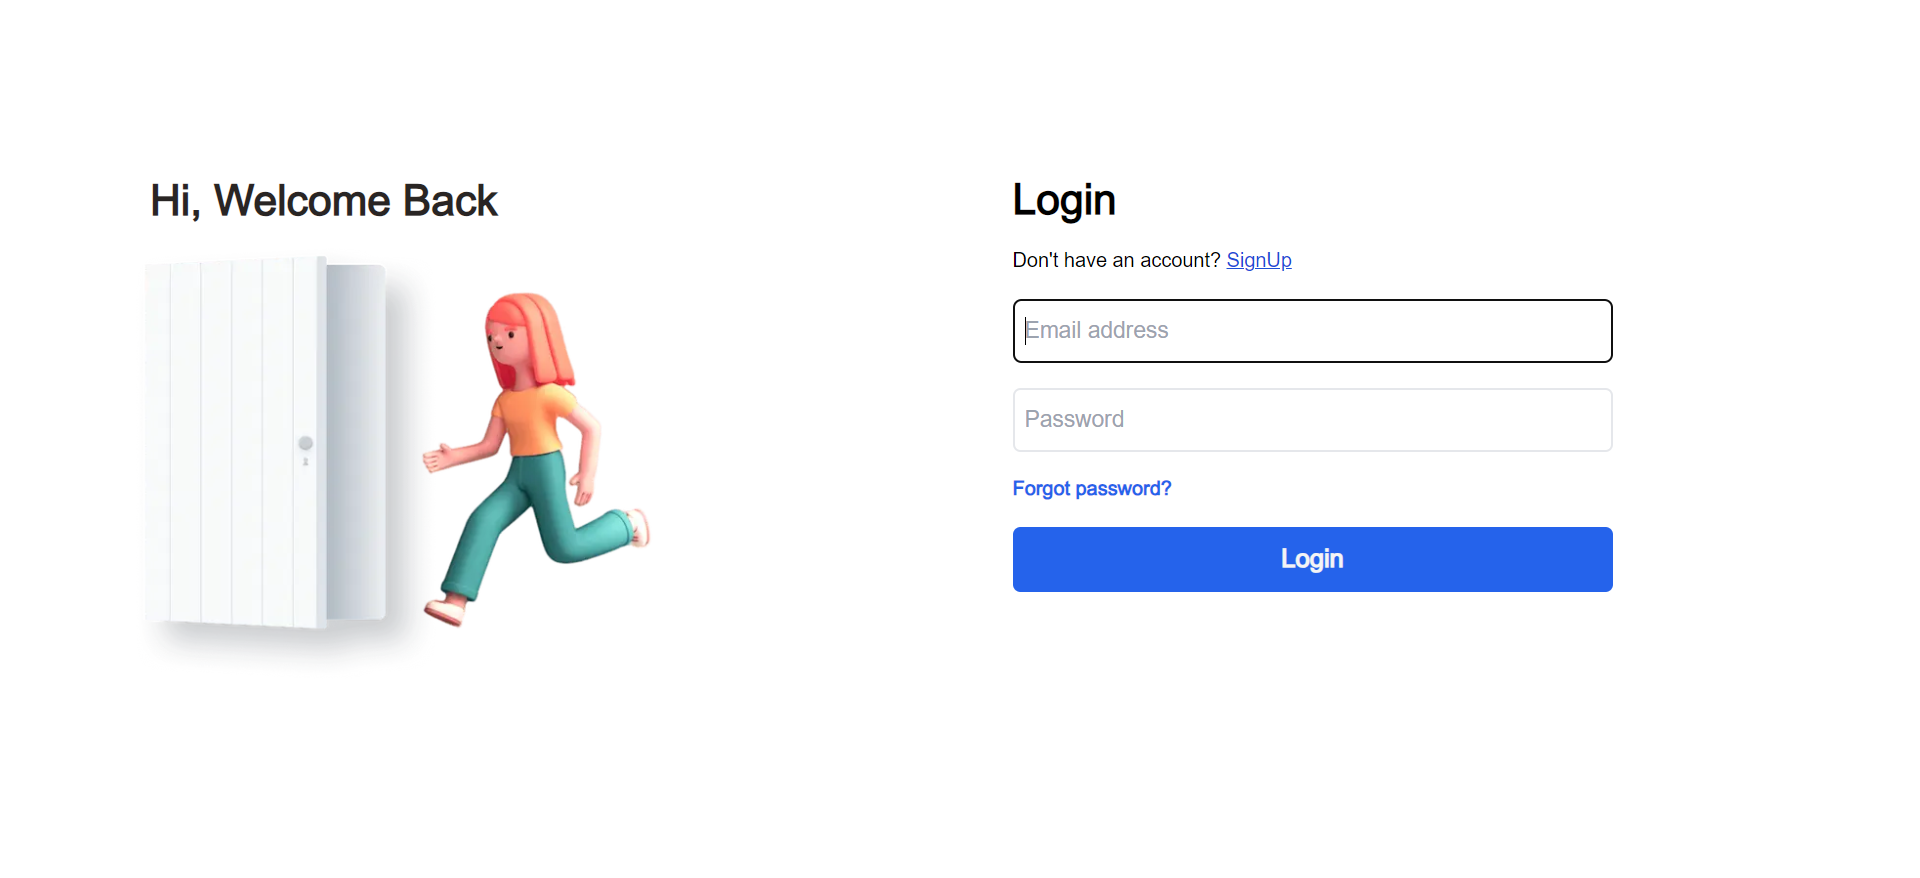 Hi, Welcome Back
Login
Don't have an account? SignUp
Email address
Password
Forgot password?
Login